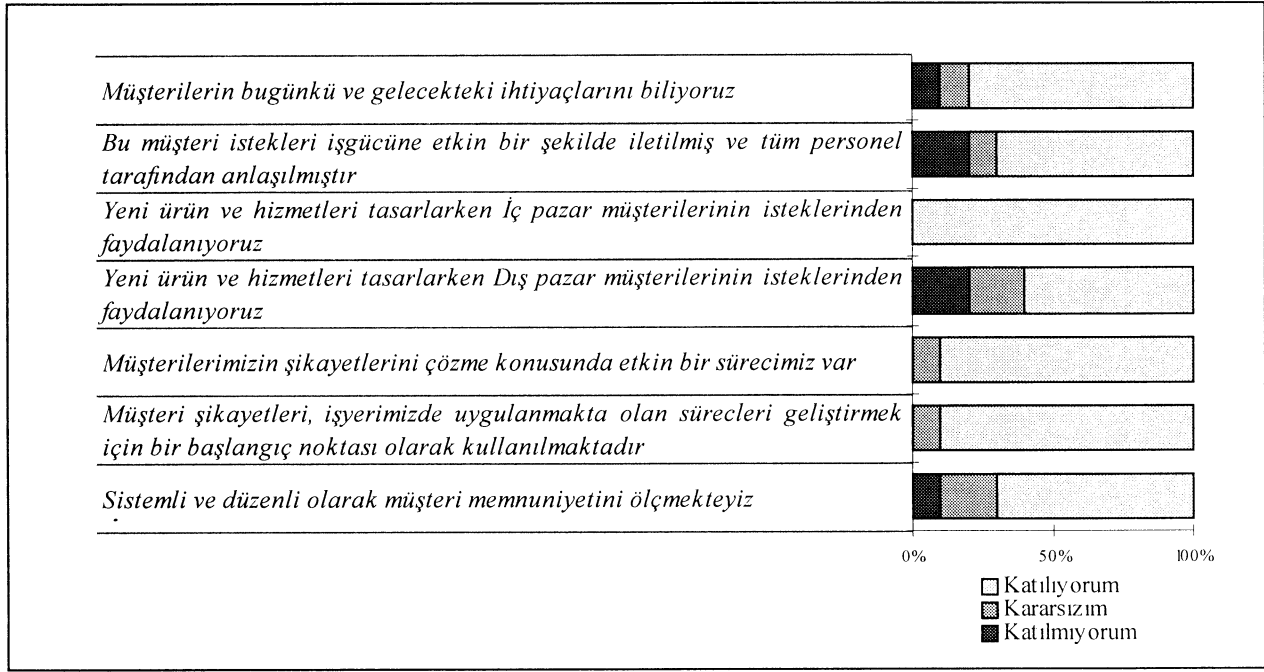 Müşterilerin bugünkü ve gelecekteki ihtiyaçlarını biliyoruz
Bu müşteri istekleri işgücüne etkin bir şekilde iletilmiş ve tüm personel
tarafından anlaşılmıştır
Yeni ürün ve hizmetleri tasarlarken İç pazar müşterilerinin isteklerinden
faydalanıyoruz
Yeni ürün ve hizmetleri tasarlarken Dış pazar müşterilerinin isteklerinden
faydalanıyoruz
Müşterilerimizin şikayetlerini çözme konusunda etkin bir sürecimiz var
Müşteri şikayetleri, işyerimizde uygulanmakta olan süreçleri geliştirmek
için bir başlangıç noktası olarak kullanılmaktadır
Sistemli ve düzenli olarak müşteri memnuniyetini ölçmekteyiz
0% 50% 100%
Katılıyorum
Kararsızım
Katılmıyorum